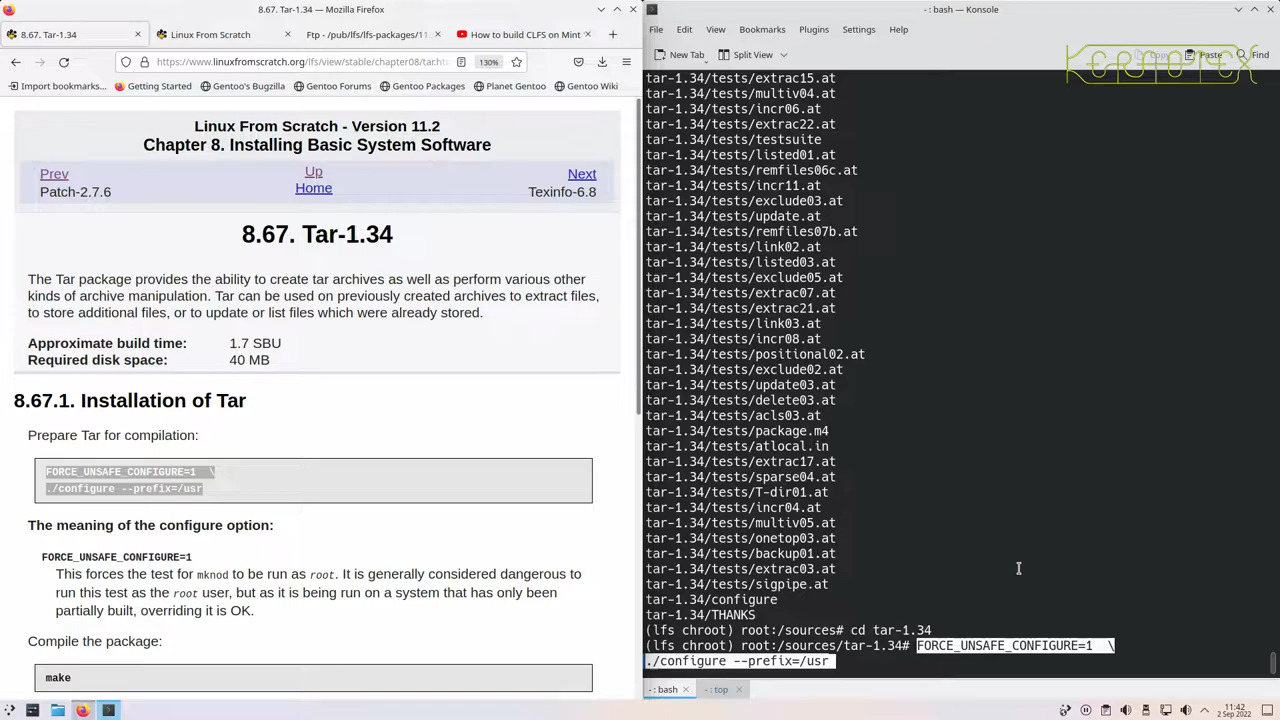 8.67. Tar-1.34 — Mozilla Firefox
8.67. Tar-1.34
Linux From Scratch
Ftp - /pub/lfs/lfs-packages/11
How to build CLFS on Mint
https://www.linuxfromscratch.org/lfs/view/stable/chapter08/tar.ht
130%
Import bookmarks...
Getting Started
Gentoo's Bugzilla
Gentoo Forums
Gentoo Packages
Planet Gentoo
Gentoo Wiki
Linux From Scratch - Version 11.2
Chapter 8. Installing Basic System Software
Prev
Up
Next
Patch-2.7.6
Home
Texinfo-6.8
8.67. Tar-1.34
The Tar package provides the ability to create tar archives as well as perform various other
kinds of archive manipulation. Tar can be used on previously created archives to extract files,
to store additional files, or to update or list files which were already stored.
Approximate build time: 1.7 SBU
Required disk space: 40 MB
8.67.1. Installation of Tar
Prepare Tar for compilation:
FORCE_UNSAFE_CONFIGURE=1 \
./configure --prefix=/usr
The meaning of the configure option:
FORCE_UNSAFE_CONFIGURE=1
This forces the test for mknod to be run as root. It is generally considered dangerous to
run this test as the root user, but as it is being run on a system that has only been
partially built, overriding it is OK.
Compile the package:
make
- : bash — Konsole
File Edit View Bookmarks Plugins Settings Help
New Tab
Split View
Copy
Paste
Find
KERNOTEX
tar-1.34/tests/extrac15.at
tar-1.34/tests/multiv04.at
tar-1.34/tests/incr06.at
tar-1.34/tests/extrac22.at
tar-1.34/tests/testsuite
tar-1.34/tests/listed01.at
tar-1.34/tests/remfiles06c.at
tar-1.34/tests/incr11.at
tar-1.34/tests/exclude03.at
tar-1.34/tests/update.at
tar-1.34/tests/remfiles07b.at
tar-1.34/tests/link02.at
tar-1.34/tests/listed03.at
tar-1.34/tests/exclude05.at
tar-1.34/tests/extrac07.at
tar-1.34/tests/extrac21.at
tar-1.34/tests/link03.at
tar-1.34/tests/incr08.at
tar-1.34/tests/positional02.at
tar-1.34/tests/exclude02.at
tar-1.34/tests/update03.at
tar-1.34/tests/delete03.at
tar-1.34/tests/acls03.at
tar-1.34/tests/package.m4
tar-1.34/tests/atlocal.in
tar-1.34/tests/extrac17.at
tar-1.34/tests/sparse04.at
tar-1.34/tests/T-dir01.at
tar-1.34/tests/incr04.at
tar-1.34/tests/multiv05.at
tar-1.34/tests/onetop03.at
tar-1.34/tests/backup01.at
tar-1.34/tests/extrac03.at
tar-1.34/tests/sigpipe.at
tar-1.34/configure
tar-1.34/THANKS
(lfs chroot) root:/sources# cd tar-1.34
(lfs chroot) root:/sources/tar-1.34# FORCE_UNSAFE_CONFIGURE=1 \
./configure --prefix=/usr
- : bash
- : top
11:42
2 Sep 2022